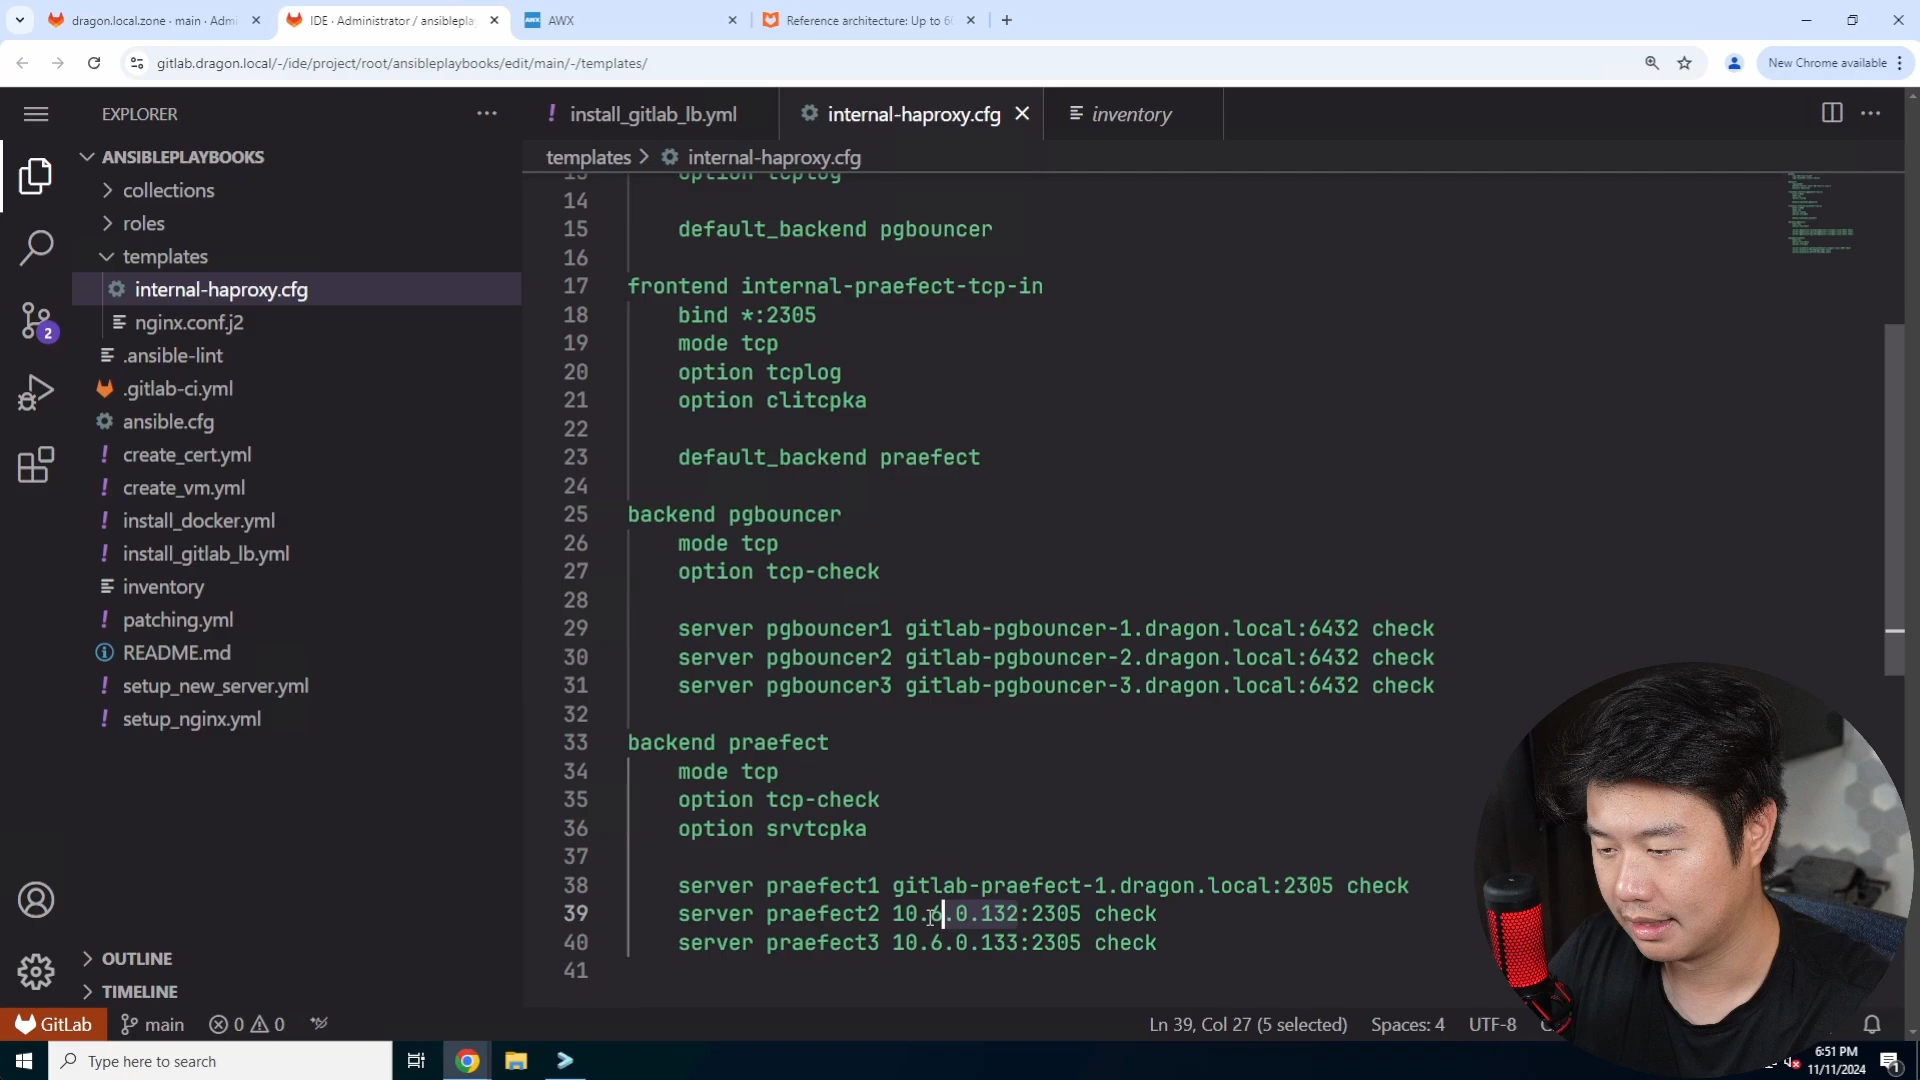 dragon.local.zone · main · Admi
IDE · Administrator / ansiblepla
AWX
AWX
Reference architecture: Up to 6
gitlab.dragon.local/-/ide/project/root/ansibleplaybooks/edit/main/-/templates/
New Chrome available
EXPLORER
install_gitlab_lb.yml
internal-haproxy.cfg
inventory
ANSIBLEPLAYBOOKS
templates > internal-haproxy.cfg
collections
roles
templates
internal-haproxy.cfg
nginx.conf.j2
.ansible-lint
.gitlab-ci.yml
ansible.cfg
create_cert.yml
create_vm.yml
install_docker.yml
install_gitlab_lb.yml
inventory
patching.yml
README.md
setup_new_server.yml
setup_nginx.yml
2
OUTLINE
TIMELINE
13 option tcplog
14
15 default_backend pgbouncer
16
17 frontend internal-praefect-tcp-in
18 bind *:2305
19 mode tcp
20 option tcplog
21 option clitcpka
22
23 default_backend praefect
24
25 backend pgbouncer
26 mode tcp
27 option tcp-check
28
29 server pgbouncer1 gitlab-pgbouncer-1.dragon.local:6432 check
30 server pgbouncer2 gitlab-pgbouncer-2.dragon.local:6432 check
31 server pgbouncer3 gitlab-pgbouncer-3.dragon.local:6432 check
32
33 backend praefect
34 mode tcp
35 option tcp-check
36 option srvtcpka
37
38 server praefect1 gitlab-praefect-1.dragon.local:2305 check
39 server praefect2 10.6.0.132:2305 check
40 server praefect3 10.6.0.133:2305 check
41
GitLab main 0 0
Ln 39, Col 27 (5 selected) Spaces: 4 UTF-8
Type here to search
6:51 PM
11/11/2024
1